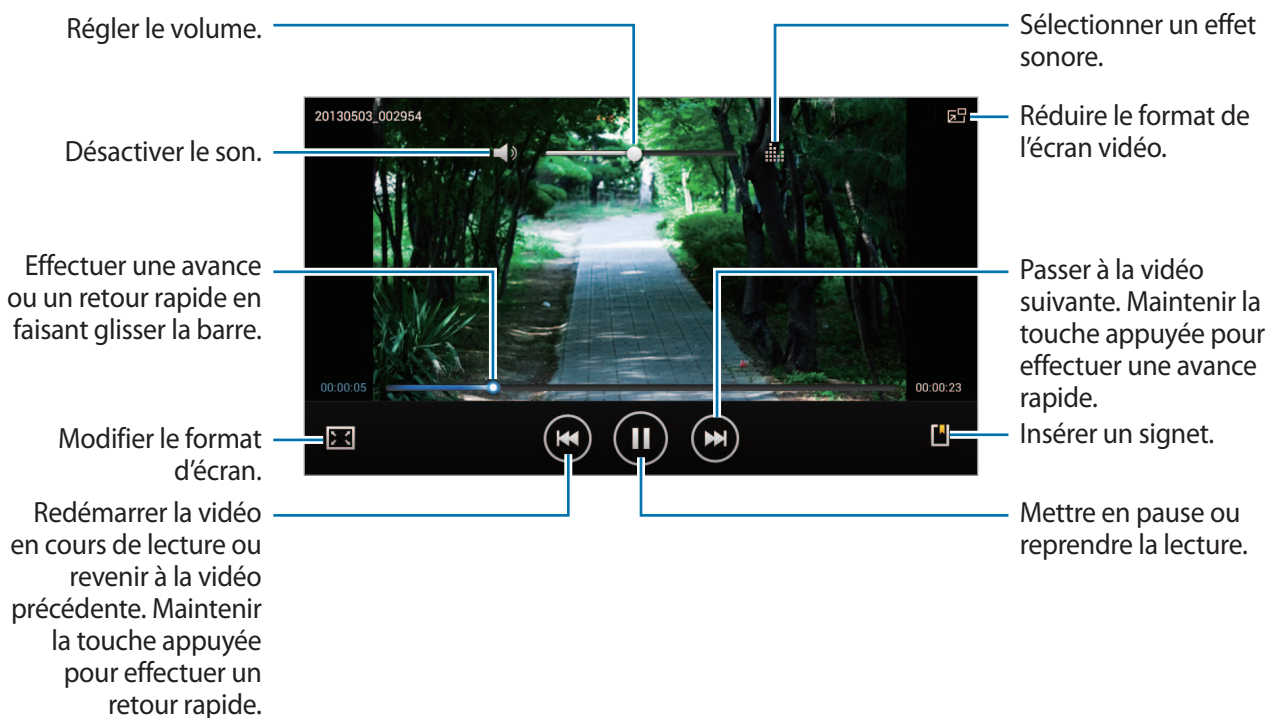 Régler le volume.
Désactiver le son.
Effectuer une avance
ou un retour rapide en
faisant glisser la barre.
Modifier le format
d'écran.
Redémarrer la vidéo
en cours de lecture ou
revenir à la vidéo
précédente. Maintenir
la touche appuyée
pour effectuer un
retour rapide.
20130503_002954
00:00:05
00:00:23
Sélectionner un effet
sonore.
Réduire le format de
l'écran vidéo.
Passer à la vidéo
suivante. Maintenir la
touche appuyée pour
effectuer une avance
rapide.
Insérer un signet.
Mettre en pause ou
reprendre la lecture.